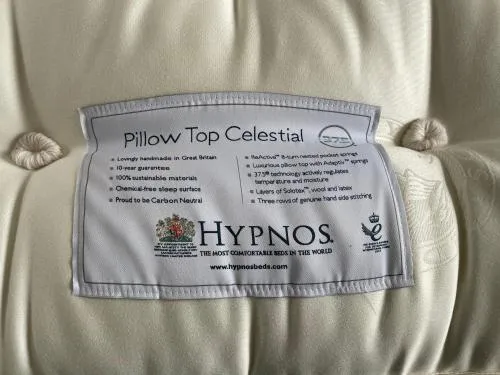 Pillow Top Celestial
37.5
• Lovingly handmade in Great Britain
• 10-year guarantee
• 100% sustainable materials
• Chemical-free sleep surface
• Proud to be Carbon Neutral
• ReActive™ 8-turn nested pocket springs
• Luxurious pillow top with Adaptiv™ springs
• 37.5® technology actively regulates
temperature and moisture
• Layers of Solotex™, wool and latex
• Three rows of genuine hand side stitching
HYPNOS®
THE MOST COMFORTABLE BEDS IN THE WORLD
www.hypnosbeds.com